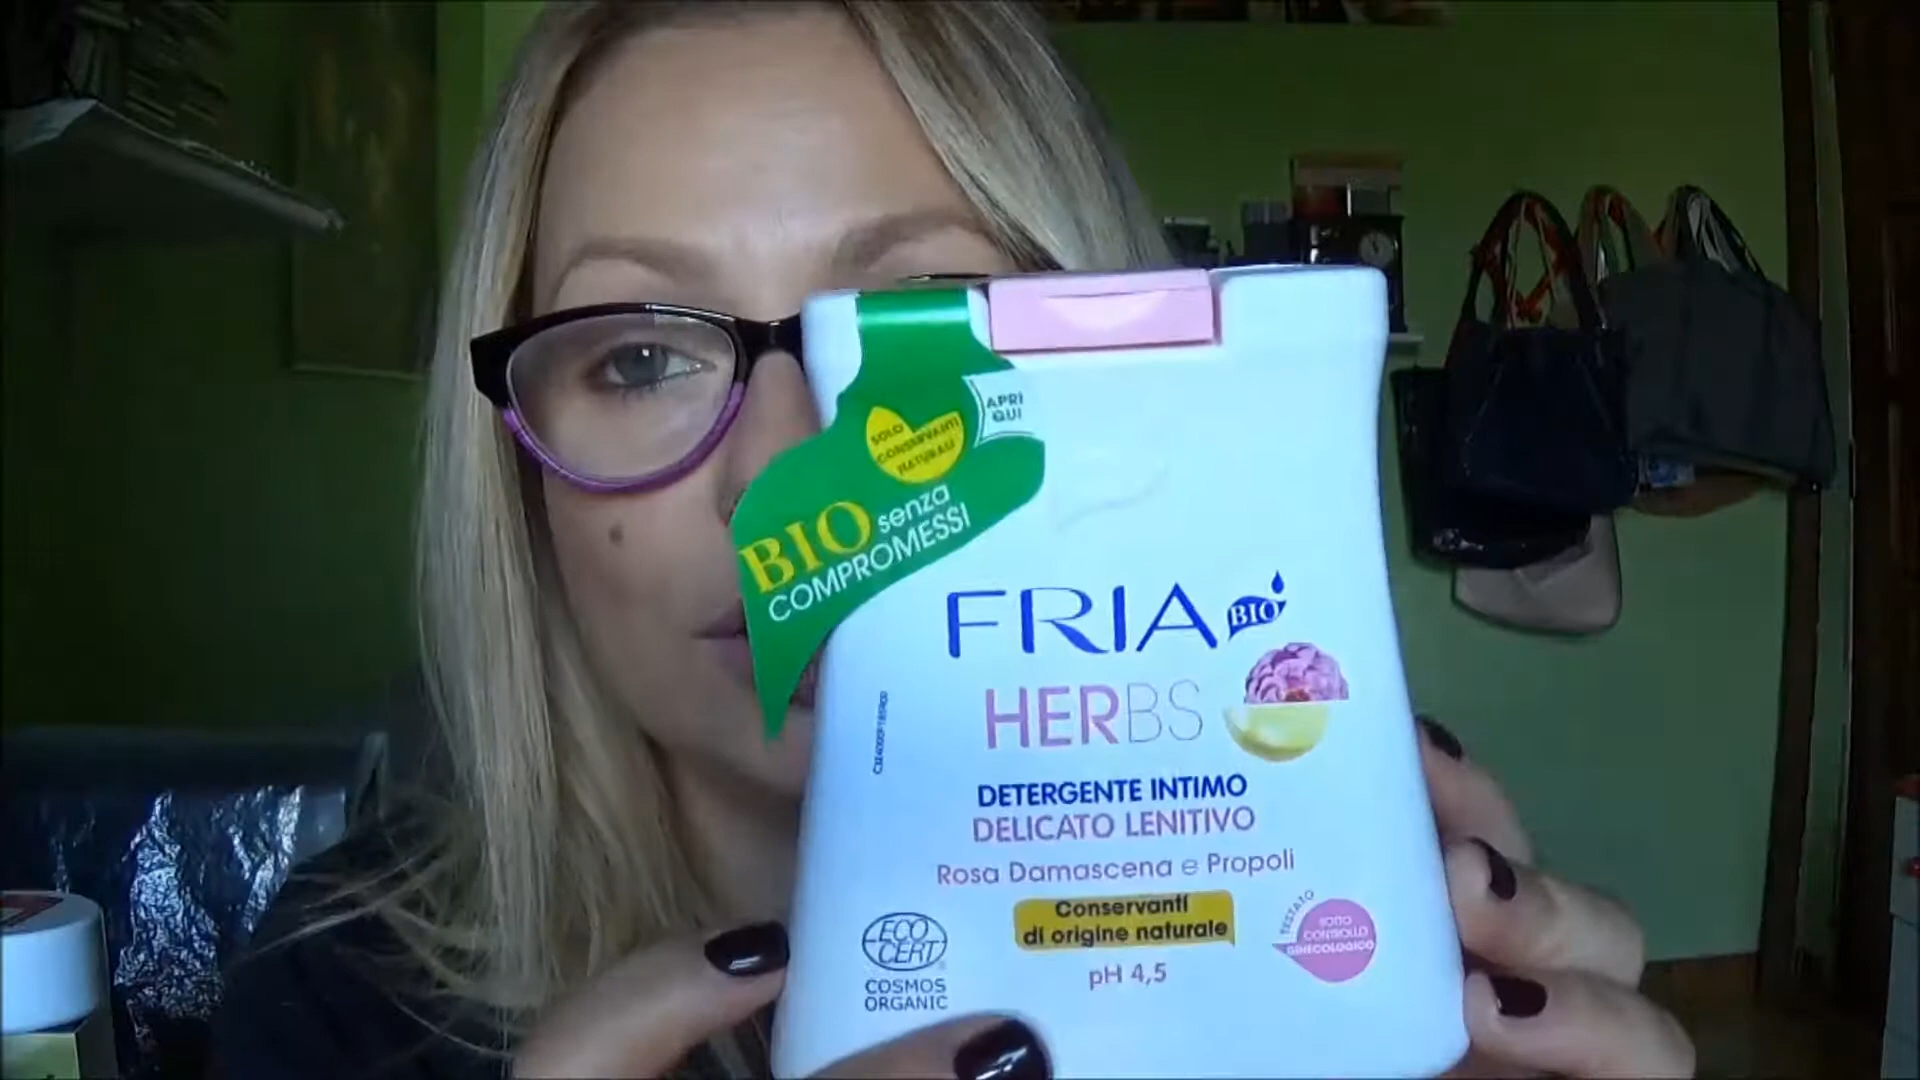 APRI
QUI
SOLO
CONSERVANTI
NATURALI
BIO senza
COMPROMESSI
FRIA BIO
HERBS
DETERGENTE INTIMO
DELICATO LENITIVO
Rosa Damascena e Propoli
Conservanti
di origine naturale
pH 4,5
ECO
CERT
COSMOS
ORGANIC
TESTATO
SOTTO
CONTROLLO
GINECOLOGICO